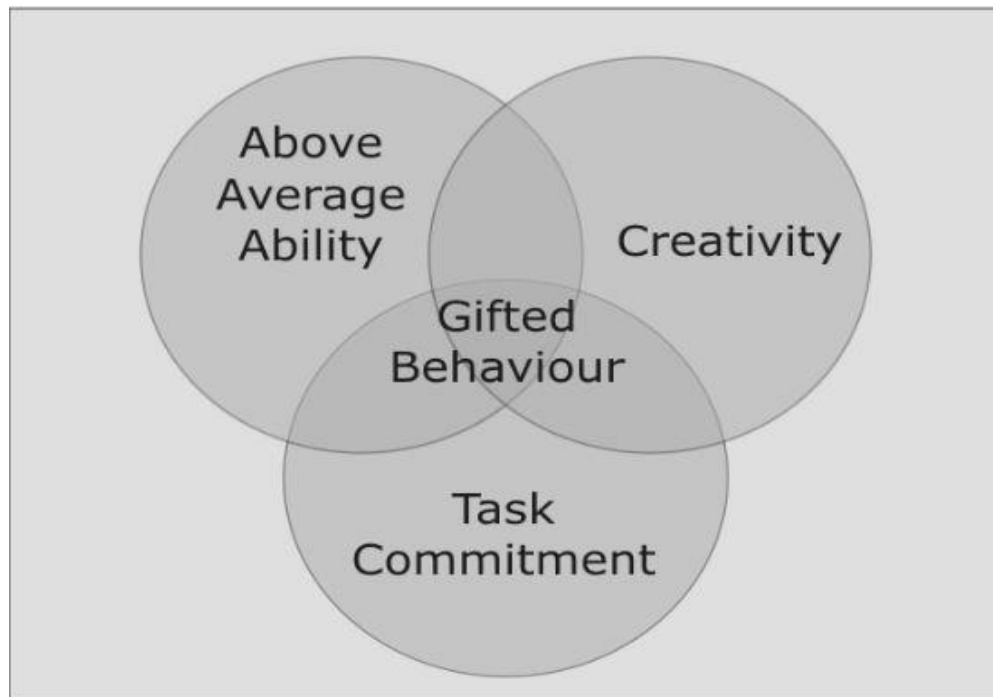 Above
Average
Ability
Creativity
Gifted
Behaviour
Task
Commitment